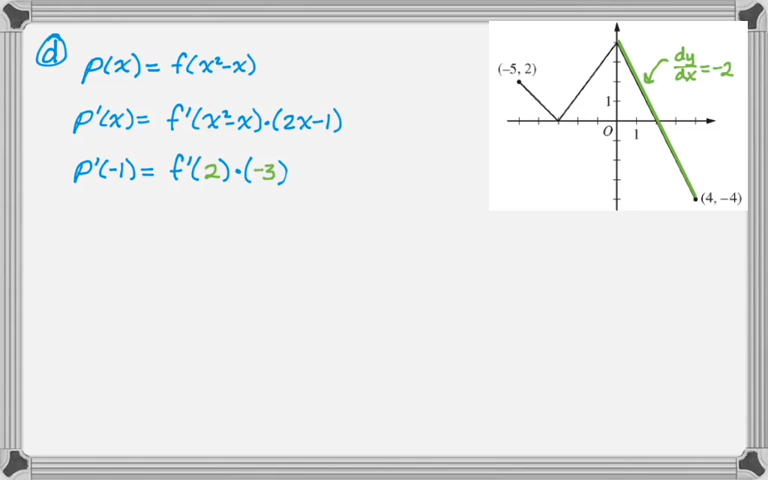 (d) p(x) = f(x²-x)
p'(x) = f'(x²-x)·(2x-1)
p'(-1) = f'(2)·(-3)
dy/dx = -2
(–5, 2)
1
O 1
(4, –4)